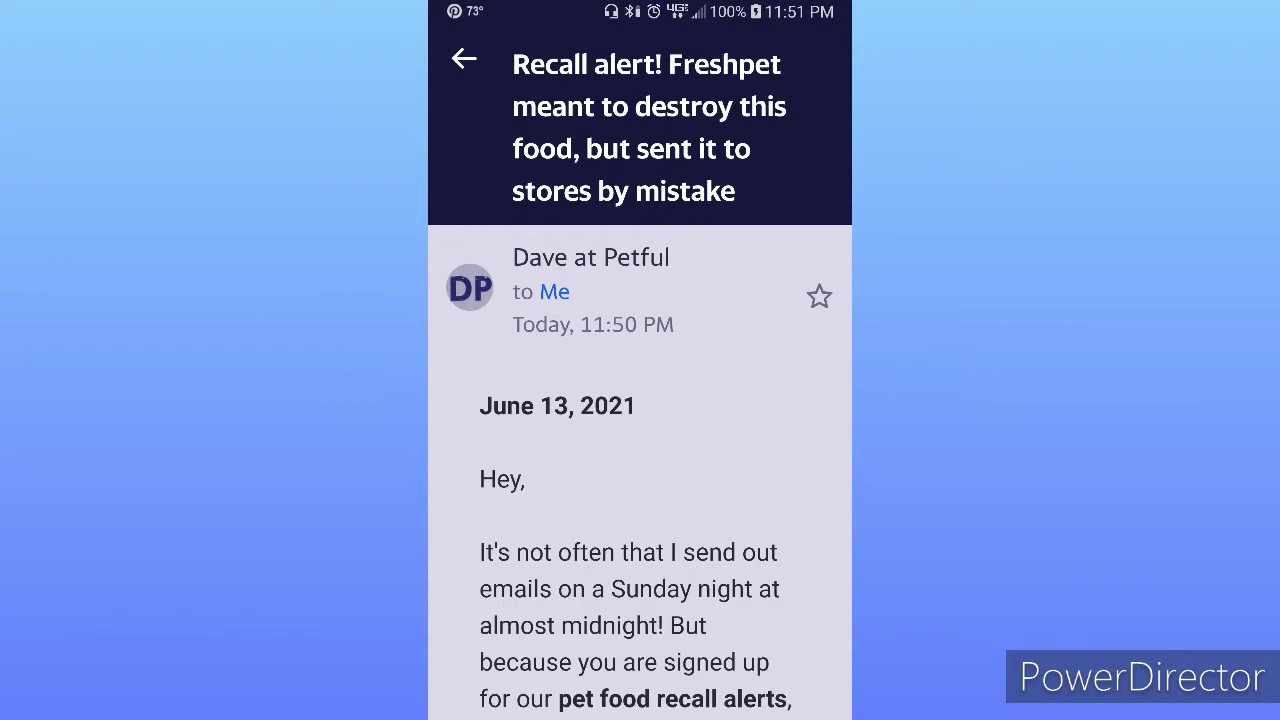 73° 100% 11:51 PM
Recall alert! Freshpet
meant to destroy this
food, but sent it to
stores by mistake
Dave at Petful
DP
to Me
Today, 11:50 PM
June 13, 2021
Hey,
It's not often that I send out
emails on a Sunday night at
almost midnight! But
because you are signed up
for our pet food recall alerts,
PowerDirector